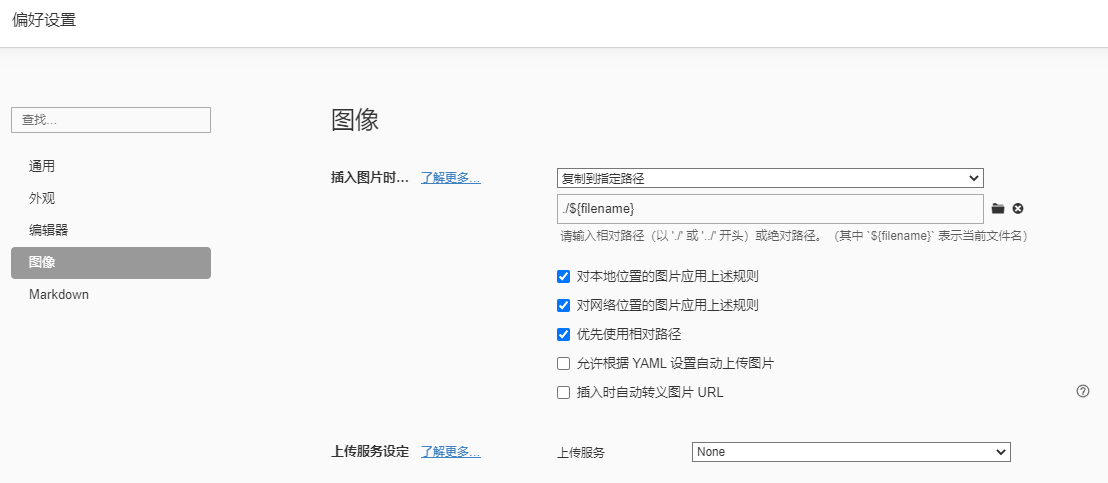 偏好设置
查找...
通用
外观
编辑器
图像
Markdown
图像
插入图片时... 了解更多... 复制到指定路径
./${filename}
请输入相对路径（以 './' 或 '../' 开头）或绝对路径。（其中 `${filename}` 表示当前文件名）
对本地位置的图片应用上述规则
对网络位置的图片应用上述规则
优先使用相对路径
允许根据 YAML 设置自动上传图片
插入时自动转义图片 URL
上传服务设定 了解更多... 上传服务 None